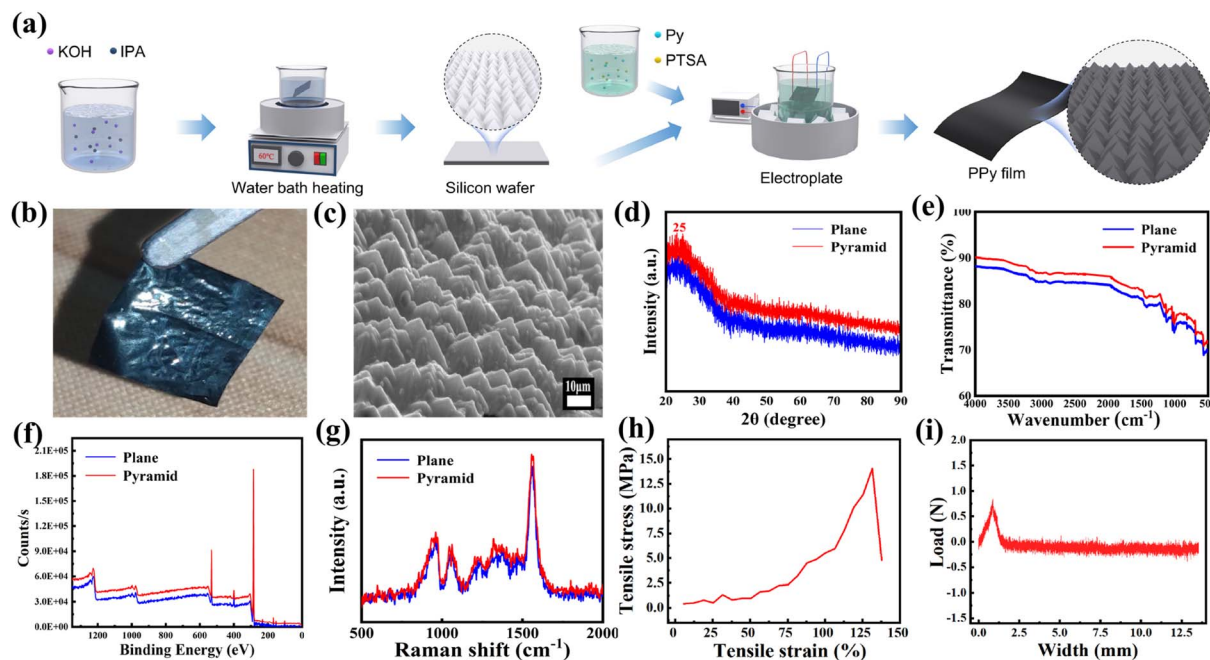 (a)
KOH IPA
60℃
Water bath heating
Silicon wafer
Py
PTSA
Electroplate
PPy film
(b)
(c)
10μm
(d)
25
Plane
Pyramid
Intensity (a.u.)
20 30 40 50 60 70 80 90
2θ (degree)
(e)
100
90
80
70
60
Plane
Pyramid
Transmittance (%)
4000 3500 3000 2500 2000 1500 1000 50
Wavenumber (cm⁻¹)
(f)
2.1E+05
1.8E+05
1.5E+05
1.2E+05
9.0E+04
6.0E+04
3.0E+04
0.0E+00
Plane
Pyramid
Counts/s
1200 1000 800 600 400 200 0
Binding Energy (eV)
(g)
Plane
Pyramid
Intensity (a.u.)
500 1000 1500 2000
Raman shift (cm⁻¹)
(h)
15.0
12.5
10.0
7.5
5.0
2.5
0.0
Tensile stress (MPa)
0 25 50 75 100 125 150
Tensile strain (%)
(i)
2.0
1.5
1.0
0.5
0.0
-0.5
-1.0
-1.5
Load (N)
0.0 2.5 5.0 7.5 10.0 12.5
Width (mm)